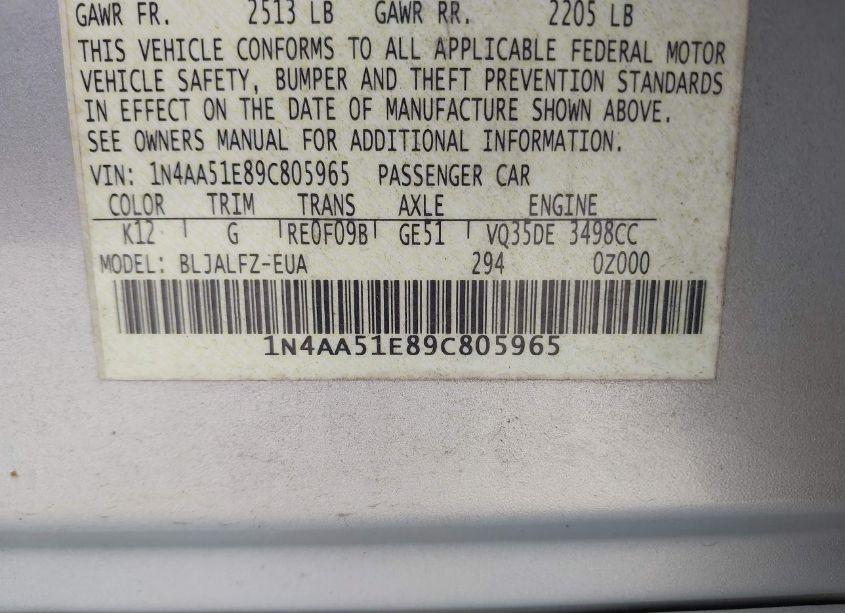 GAWR FR. 2513 LB GAWR RR. 2205 LB
THIS VEHICLE CONFORMS TO ALL APPLICABLE FEDERAL MOTOR
VEHICLE SAFETY, BUMPER AND THEFT PREVENTION STANDARDS
IN EFFECT ON THE DATE OF MANUFACTURE SHOWN ABOVE.
SEE OWNERS MANUAL FOR ADDITIONAL INFORMATION.
VIN: 1N4AA51E89C805965 PASSENGER CAR
COLOR TRIM TRANS AXLE ENGINE
K12 G RE0F09B GE51 VQ35DE 3498CC
MODEL: BLJALFZ-EUA 294 0Z000
1N4AA51E89C805965